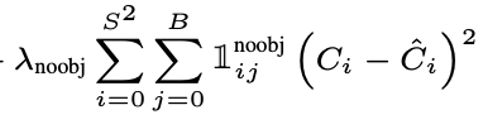 + λ_noobj ∑_{i=0}^{S^2} ∑_{j=0}^{B} 𝟙_{ij}^{noobj} (C_i − Ĉ_i)^2